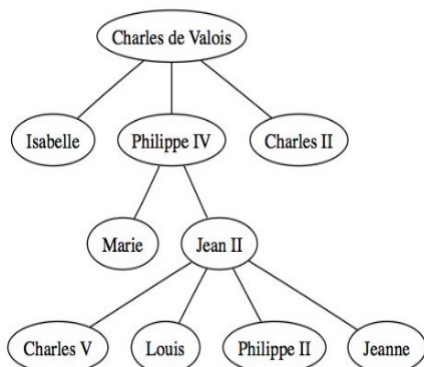 Charles de Valois
Isabelle
Philippe IV
Charles II
Marie
Jean II
Charles V
Louis
Philippe II
Jeanne